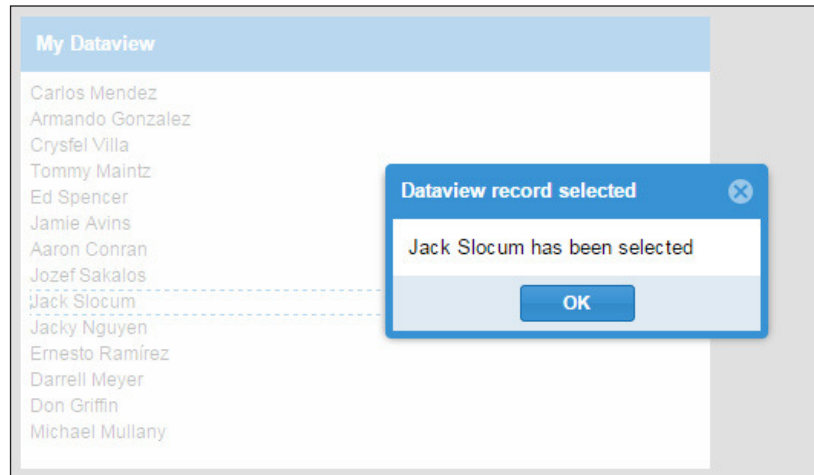 My Dataview
Carlos Mendez
Armando Gonzalez
Crysfel Villa
Tommy Maintz
Ed Spencer
Jamie Avins
Aaron Conran
Jozef Sakalos
Jack Slocum
Jacky Nguyen
Ernesto Ramírez
Darrell Meyer
Don Griffin
Michael Mullany
Dataview record selected
Jack Slocum has been selected
OK